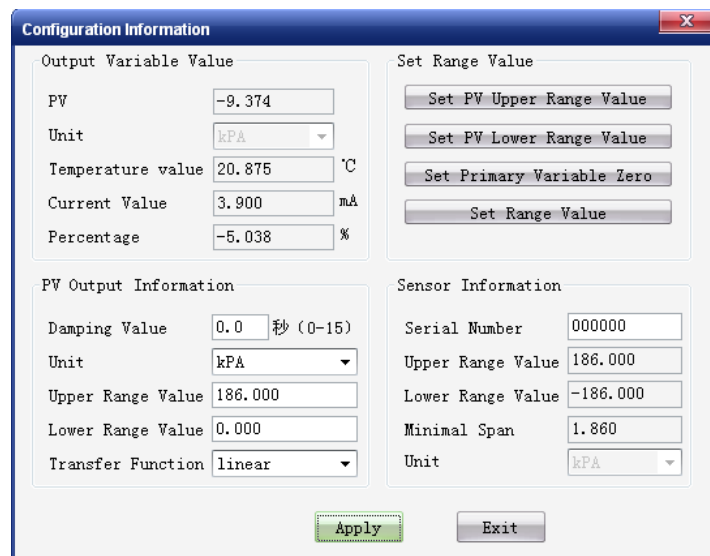 Configuration Information
Output Variable Value
PV -9.374
Unit kPA
Temperature value 20.875 ℃
Current Value 3.900 mA
Percentage -5.038 %
Set Range Value
Set PV Upper Range Value
Set PV Lower Range Value
Set Primary Variable Zero
Set Range Value
PV Output Information
Damping Value 0.0 秒 (0-15)
Unit kPA
Upper Range Value 186.000
Lower Range Value 0.000
Transfer Function linear
Sensor Information
Serial Number 000000
Upper Range Value 186.000
Lower Range Value -186.000
Minimal Span 1.860
Unit kPA
Apply Exit